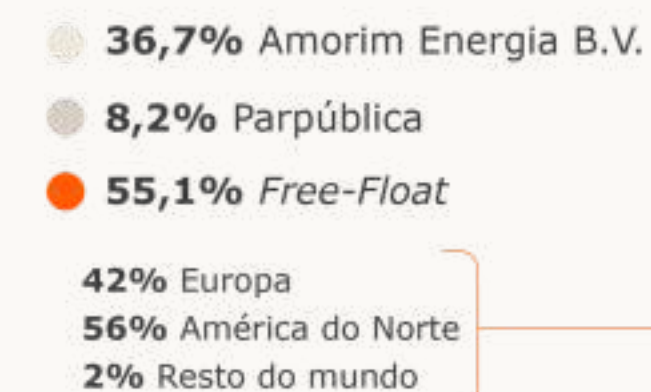 36,7% Amorim Energia B.V.
8,2% Parpública
55,1% Free-Float
42% Europa
56% América do Norte
2% Resto do mundo